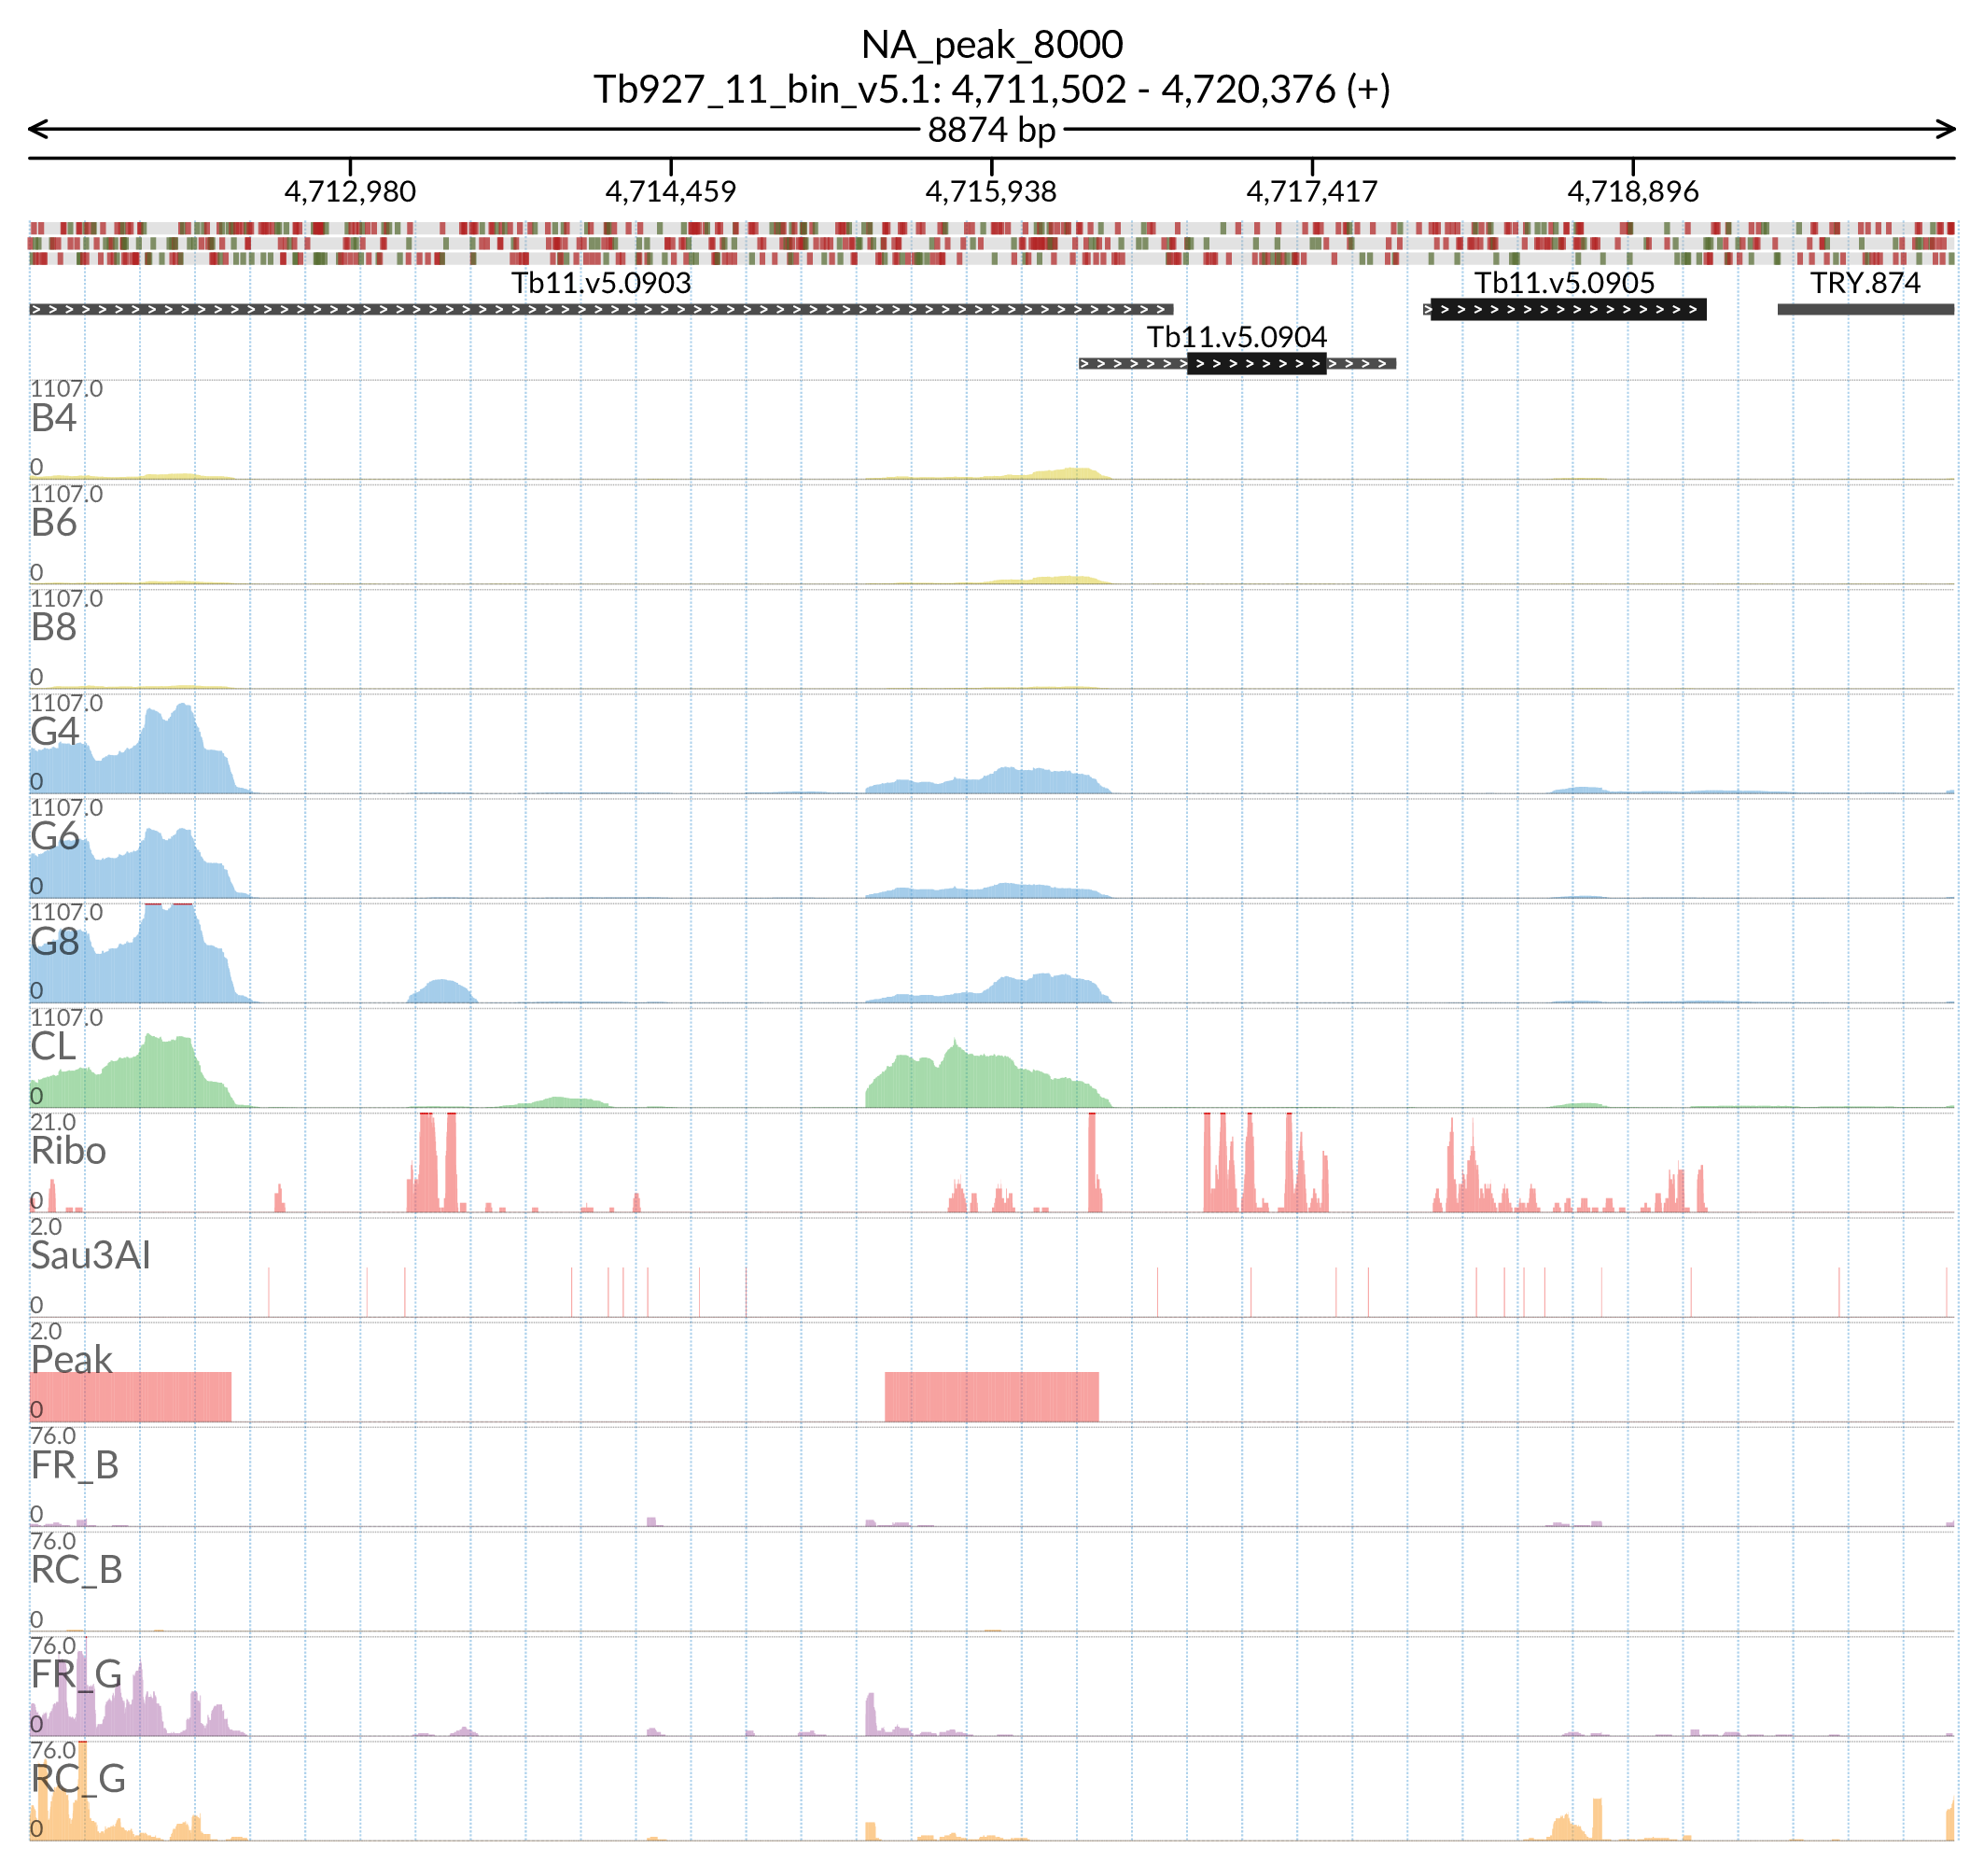 NA_peak_8000
Tb927_11_bin_v5.1: 4,711,502 - 4,720,376 (+)
8874 bp
4,712,980 4,714,459 4,715,938 4,717,417 4,718,896
Tb11.v5.0903 Tb11.v5.0905 TRY.874
Tb11.v5.0904
1107.0
B4
0
1107.0
B6
0
1107.0
B8
0
1107.0
G4
0
1107.0
G6
0
1107.0
G8
0
1107.0
CL
0
21.0
Ribo
0
2.0
Sau3AI
0
2.0
Peak
0
76.0
FR_B
0
76.0
RC_B
0
76.0
FR_G
0
76.0
RC_G
0